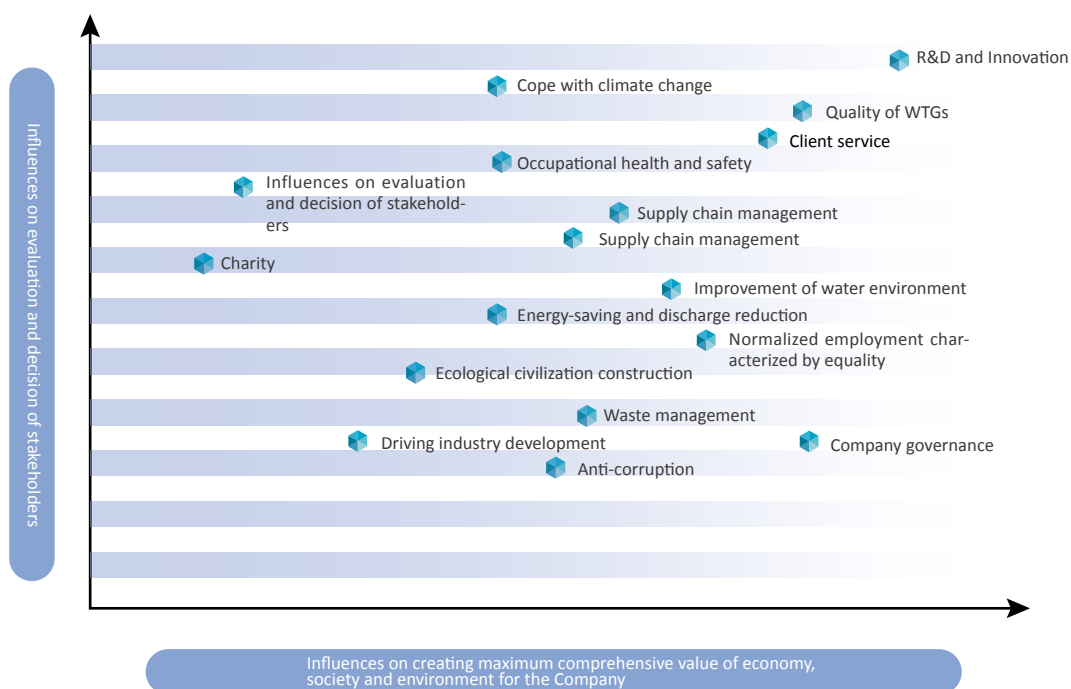 R&D and Innovation
Cope with climate change
Quality of WTGs
Client service
Occupational health and safety
Influences on evaluation
and decision of stakehold-
ers
Supply chain management
Supply chain management
Charity
Improvement of water environment
Energy-saving and discharge reduction
Normalized employment char-
acterized by equality
Ecological civilization construction
Waste management
Driving industry development
Company governance
Anti-corruption
Influences on evaluation and decision of stakeholders
Influences on creating maximum comprehensive value of economy,
society and environment for the Company